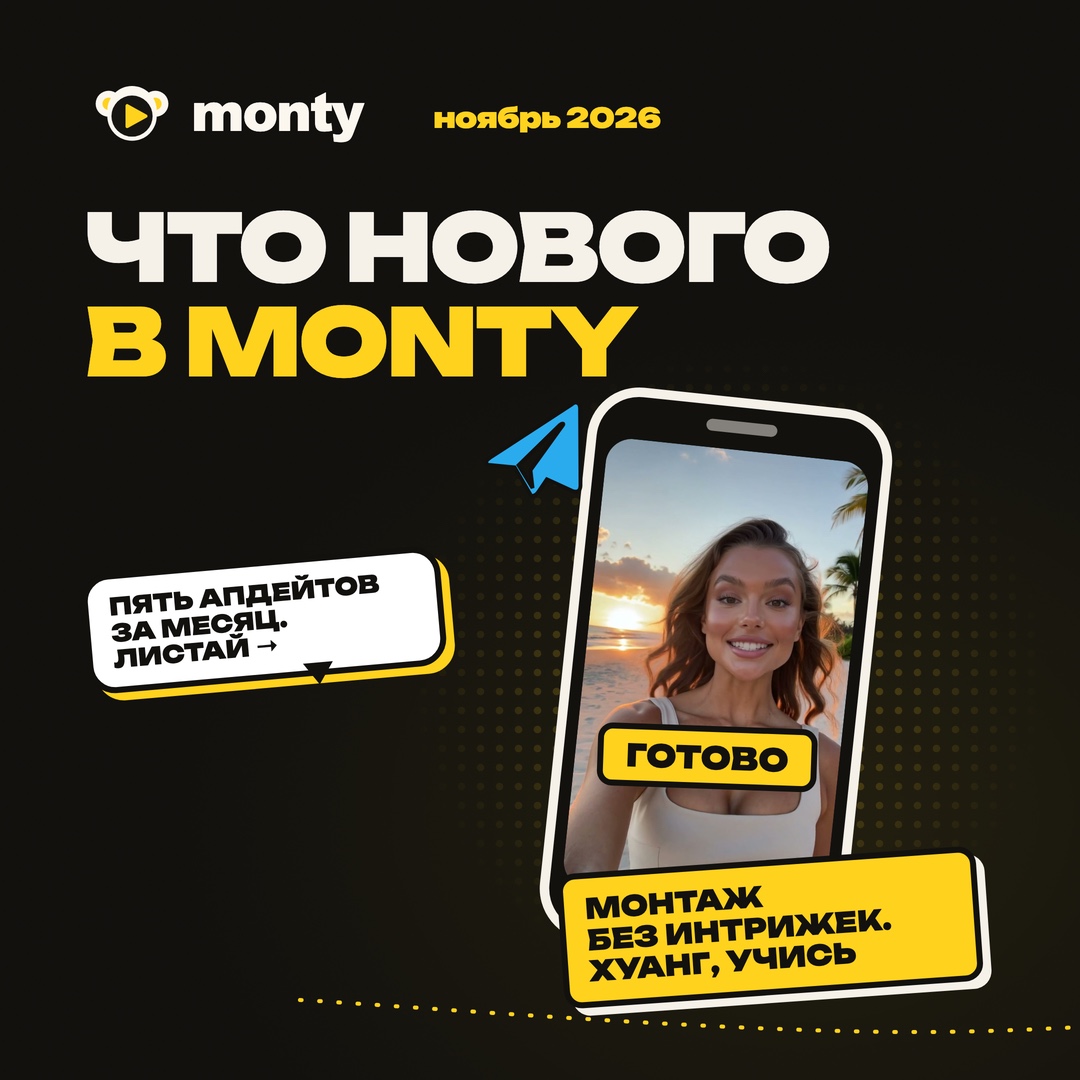 monty
ноябрь 2026
ЧТО НОВОГО
В MONTY
ПЯТЬ АПДЕЙТОВ
ЗА МЕСЯЦ.
ЛИСТАЙ →
ГОТОВО
МОНТАЖ
БЕЗ ИНТРИЖЕК.
ХУАНГ, УЧИСЬ